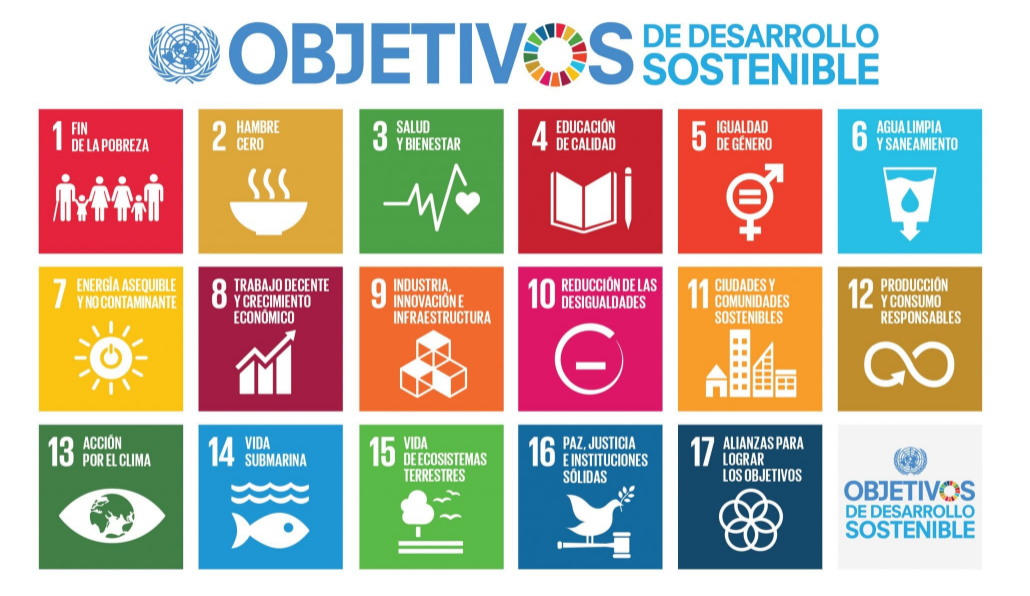 OBJETIVOS DE DESARROLLO
SOSTENIBLE
1 FIN
DE LA POBREZA
2 HAMBRE
CERO
3 SALUD
Y BIENESTAR
4 EDUCACIÓN
DE CALIDAD
5 IGUALDAD
DE GÉNERO
6 AGUA LIMPIA
Y SANEAMIENTO
7 ENERGÍA ASEQUIBLE
Y NO CONTAMINANTE
8 TRABAJO DECENTE
Y CRECIMIENTO
ECONÓMICO
9 INDUSTRIA,
INNOVACIÓN E
INFRAESTRUCTURA
10 REDUCCIÓN DE LAS
DESIGUALDADES
11 CIUDADES Y
COMUNIDADES
SOSTENIBLES
12 PRODUCCIÓN
Y CONSUMO
RESPONSABLES
13 ACCIÓN
POR EL CLIMA
14 VIDA
SUBMARINA
15 VIDA
DE ECOSISTEMAS
TERRESTRES
16 PAZ, JUSTICIA
E INSTITUCIONES
SÓLIDAS
17 ALIANZAS PARA
LOGRAR
LOS OBJETIVOS
OBJETIVOS
DE DESARROLLO
SOSTENIBLE